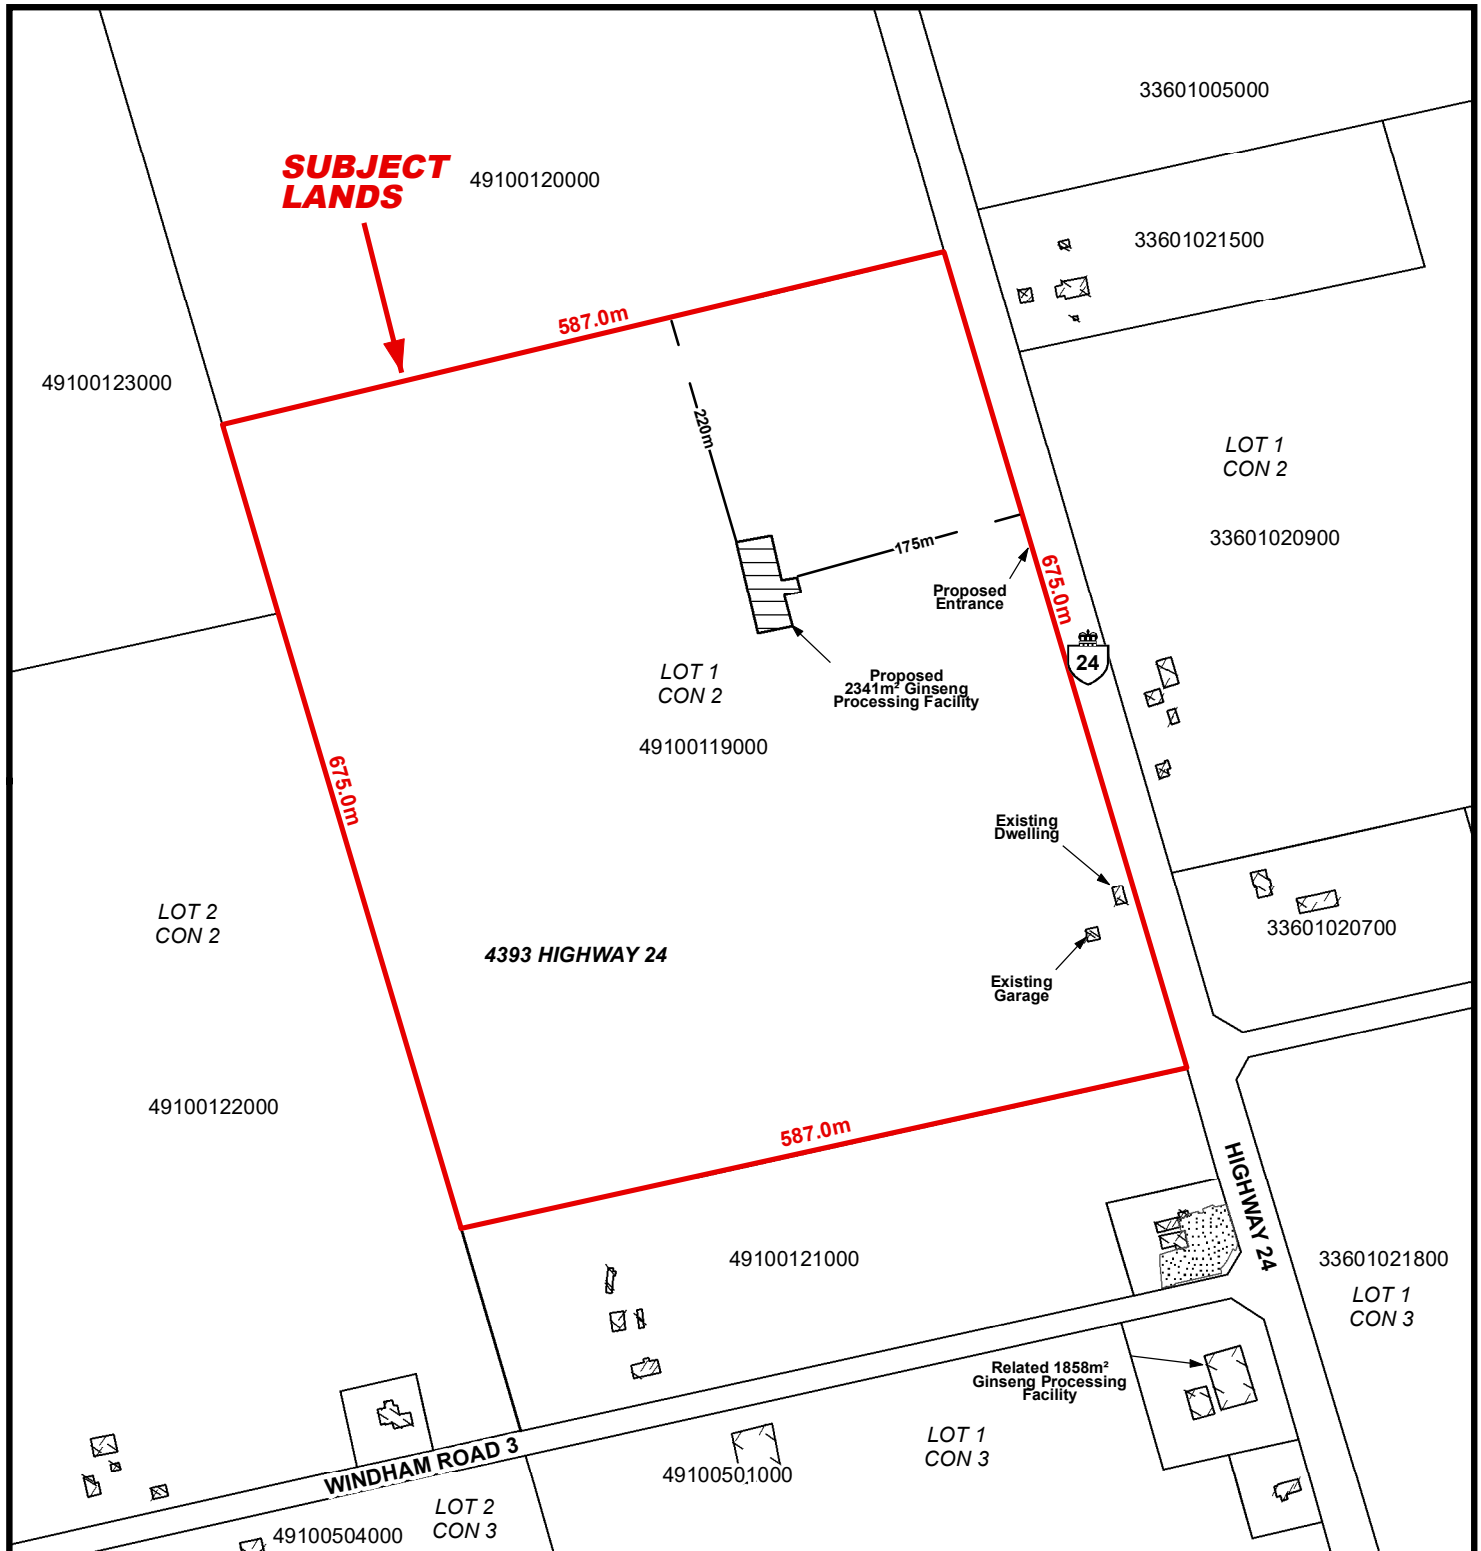 33601005000
SUBJECT
LANDS
49100120000
33601021500
587.0m
49100123000
220m
LOT 1
CON 2
33601020900
175m
Proposed
Entrance
675.0m
24
LOT 1
CON 2
Proposed
2341m² Ginseng
Processing Facility
49100119000
675.0m
Existing
Dwelling
LOT 2
CON 2
33601020700
4393 HIGHWAY 24
Existing
Garage
49100122000
587.0m
HIGHWAY 24
49100121000
33601021800
LOT 1
CON 3
Related 1858m²
Ginseng Processing
Facility
LOT 1
CON 3
WINDHAM ROAD 3
49100501000
LOT 2
CON 3
49100504000